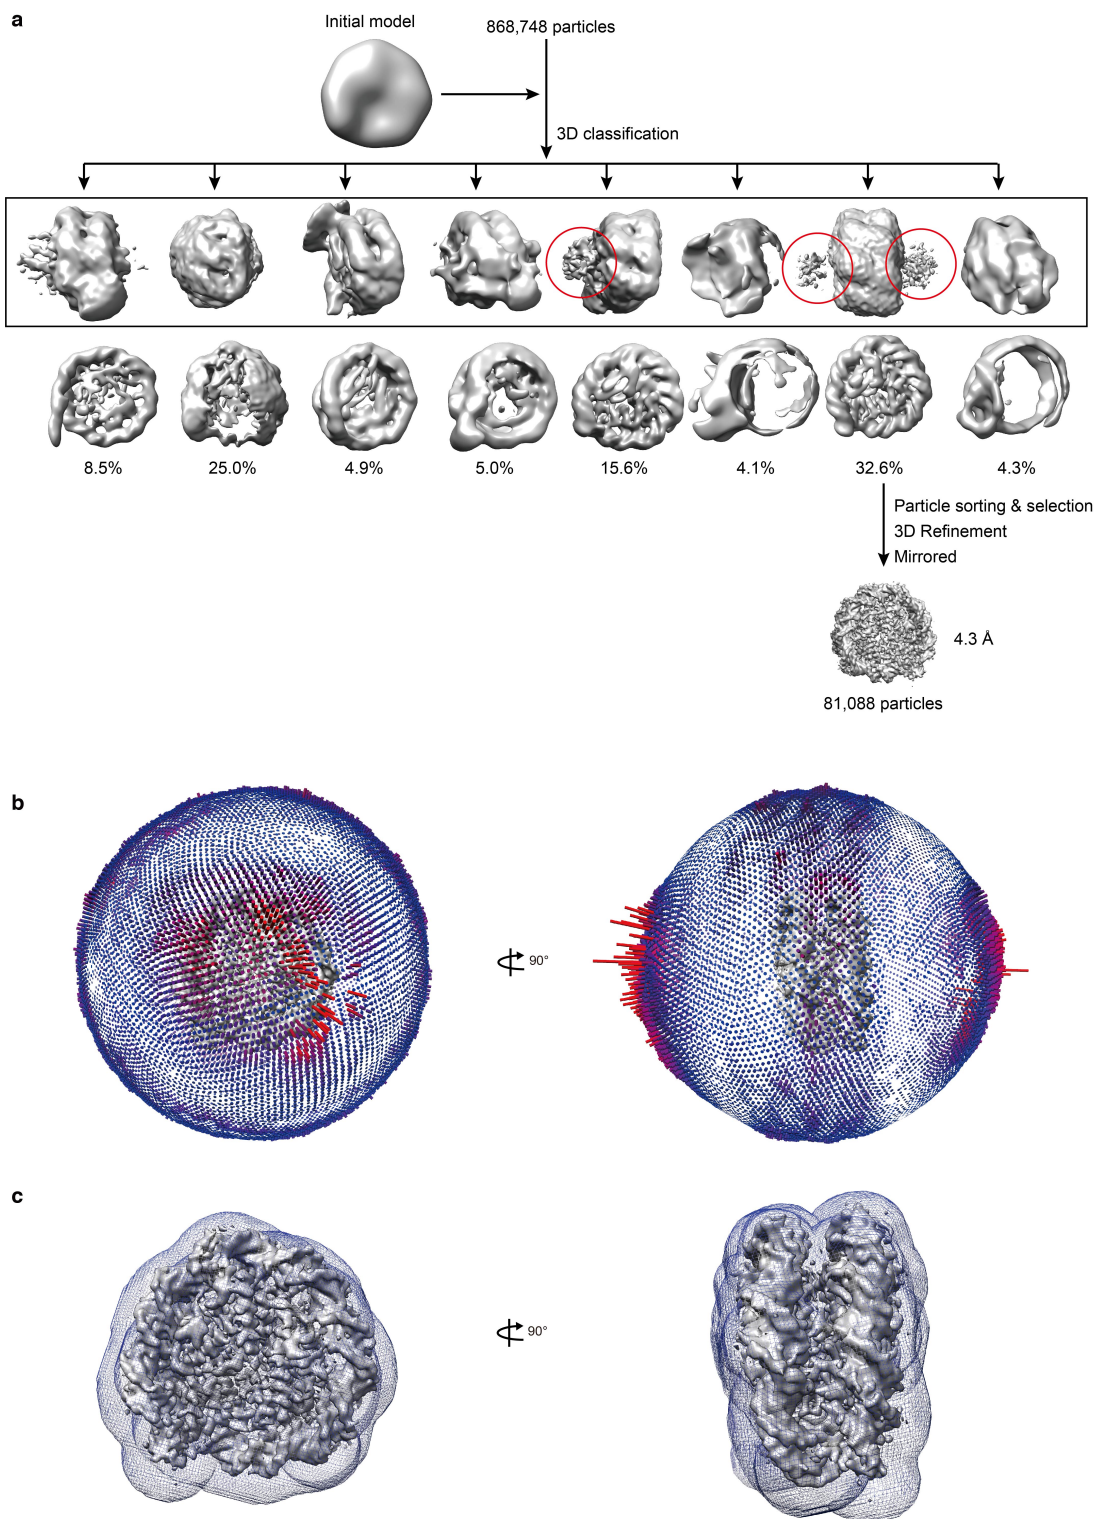 a
Initial model
868,748 particles
3D classification
8.5%
25.0%
4.9%
5.0%
15.6%
4.1%
32.6%
4.3%
Particle sorting & selection
3D Refinement
Mirrored
4.3 Å
81,088 particles
b
90°
c
90°